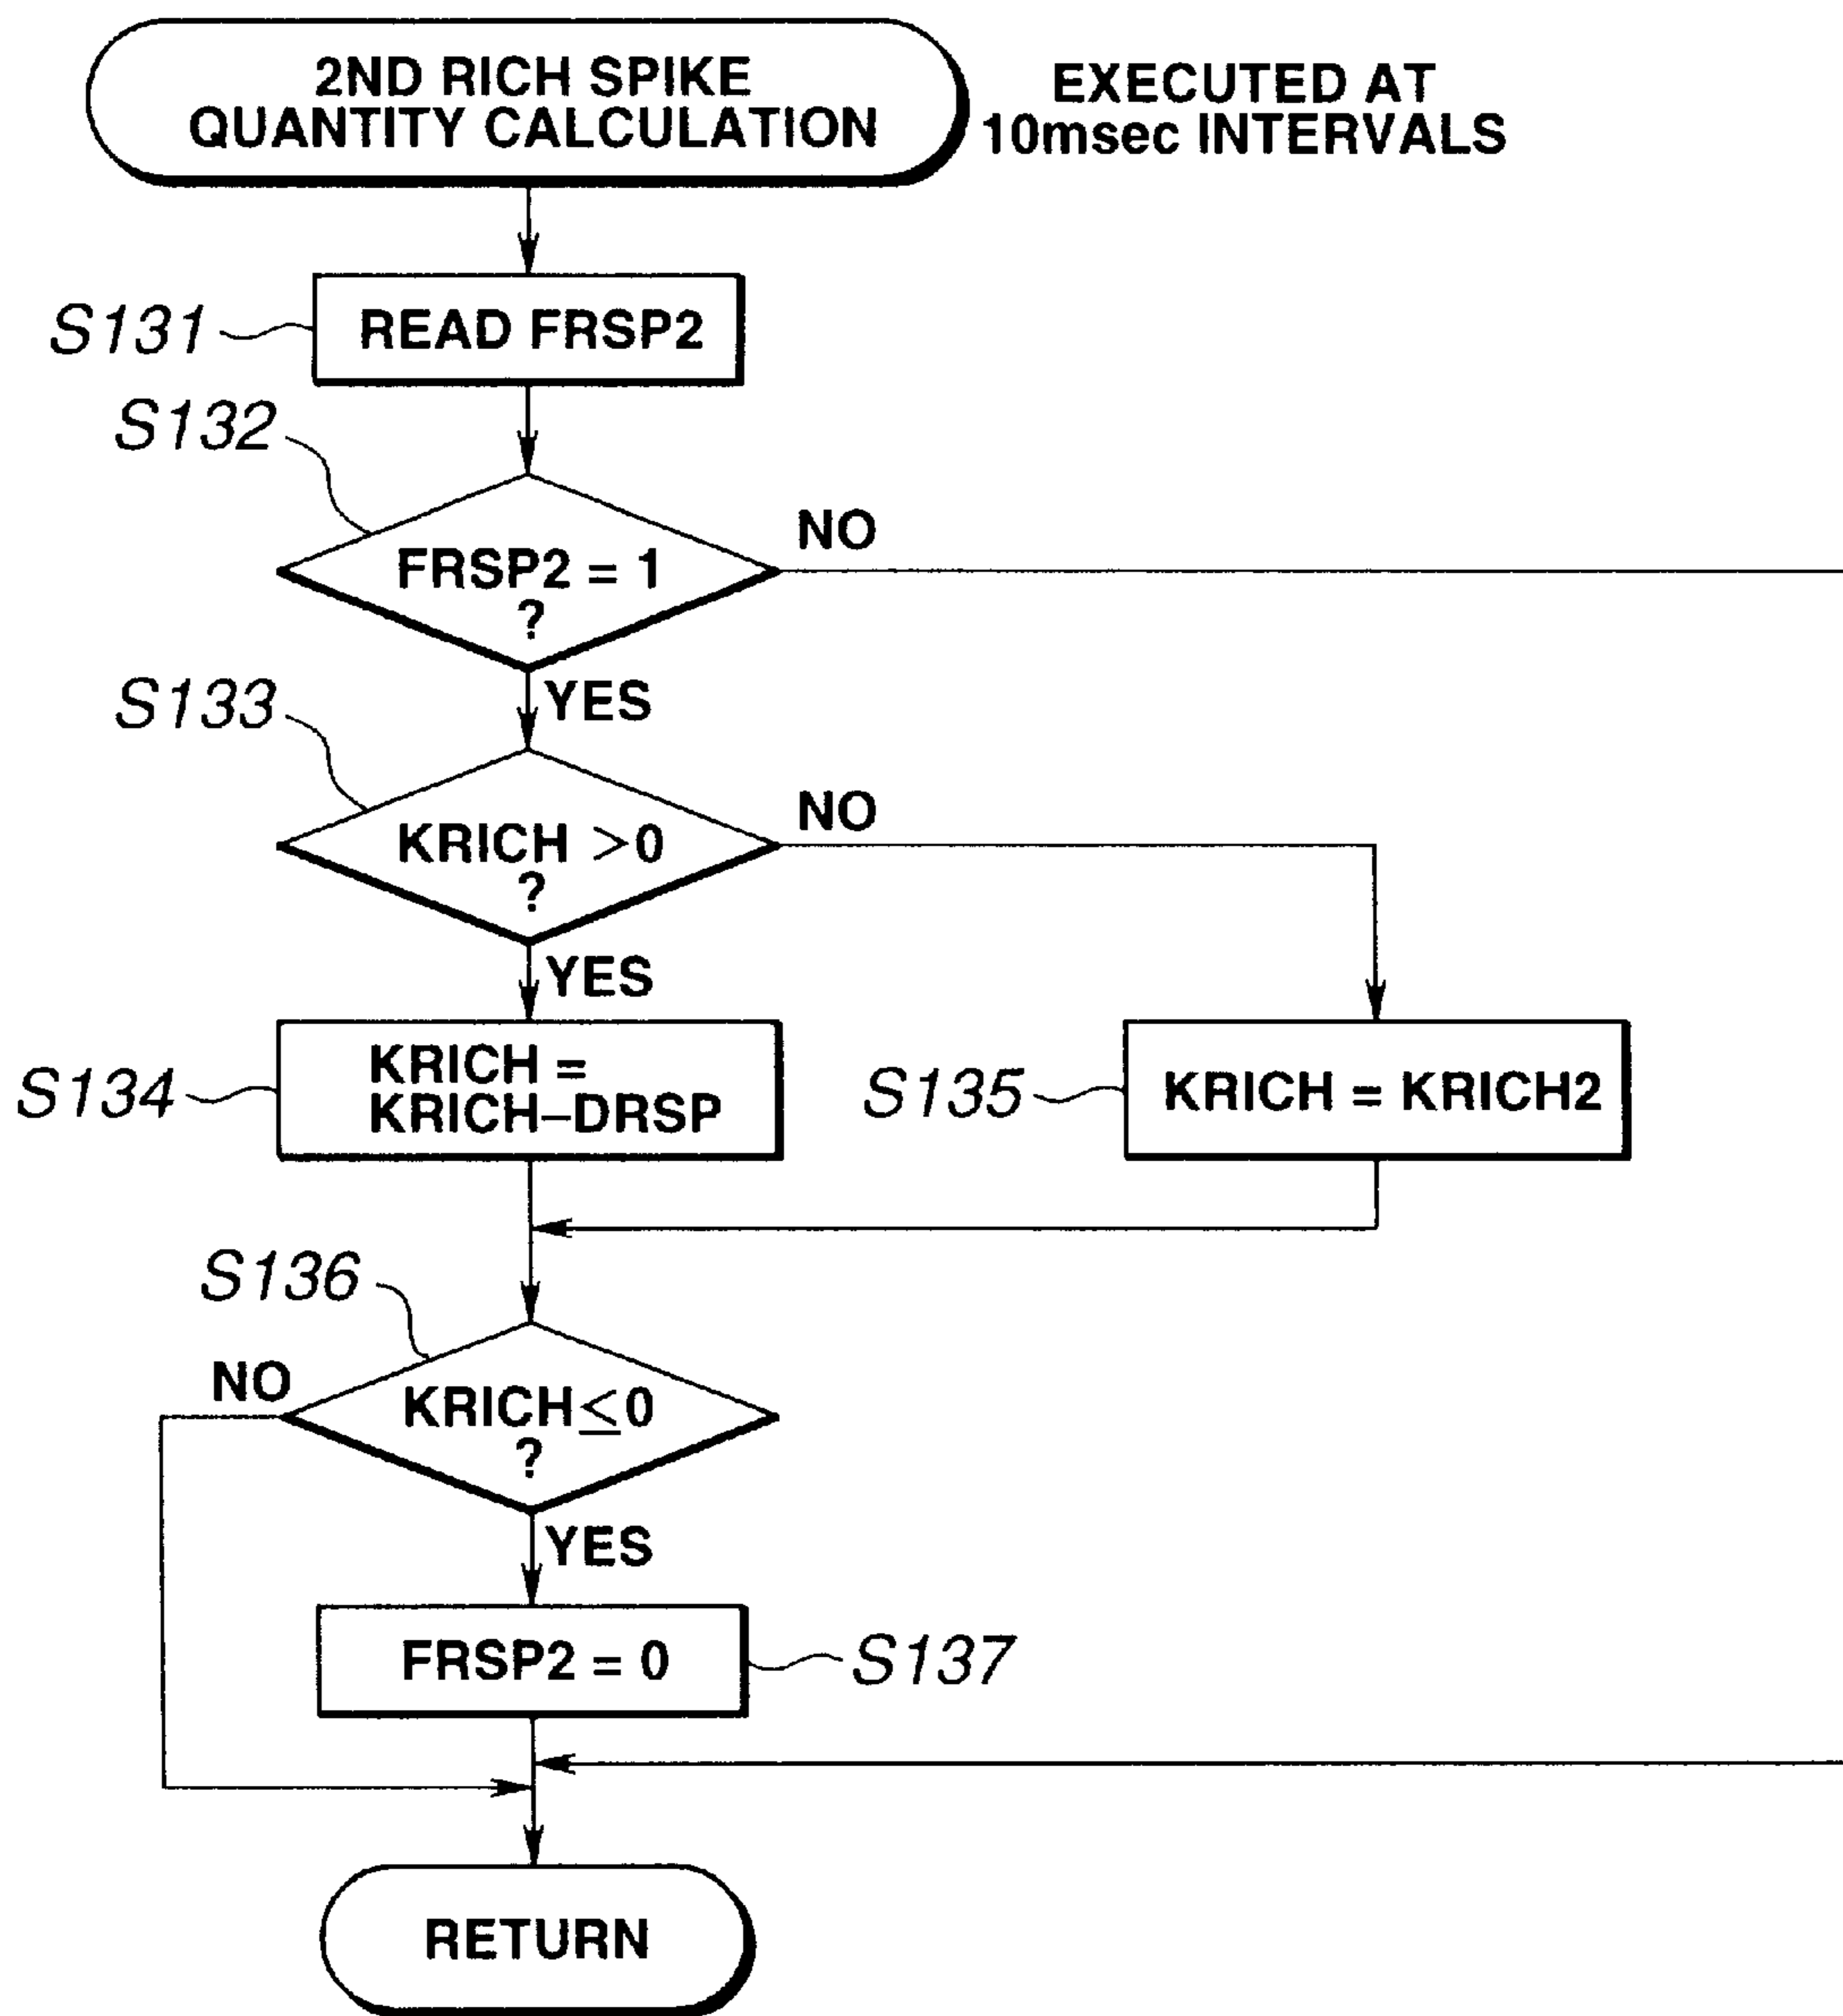 2ND RICH SPIKE
QUANTITY CALCULATION
EXECUTED AT
10msec INTERVALS
S131
READ FRSP2
S132
FRSP2 = 1
?
NO
YES
S133
KRICH >0
?
NO
YES
S134
KRICH =
KRICH–DRSP
S135
KRICH = KRICH2
S136
NO
KRICH≤0
?
YES
FRSP2 = 0
S137
RETURN